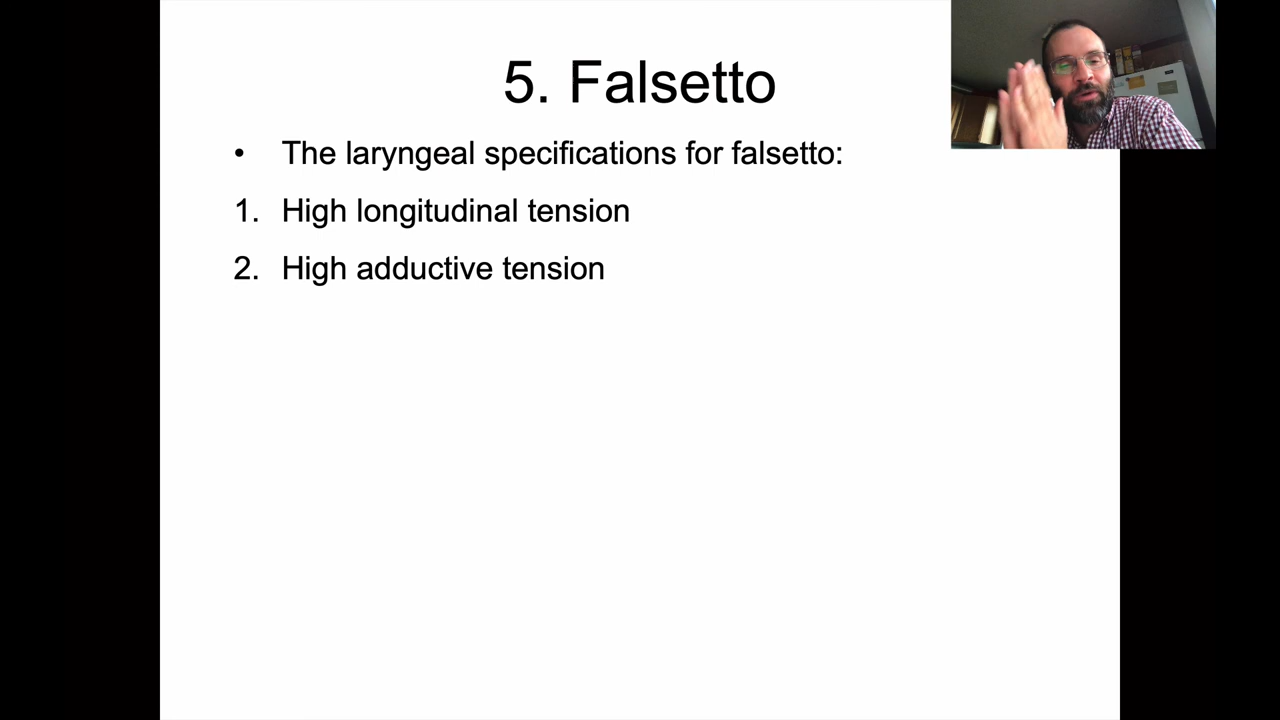 5. Falsetto
• The laryngeal specifications for falsetto:
1. High longitudinal tension
2. High adductive tension